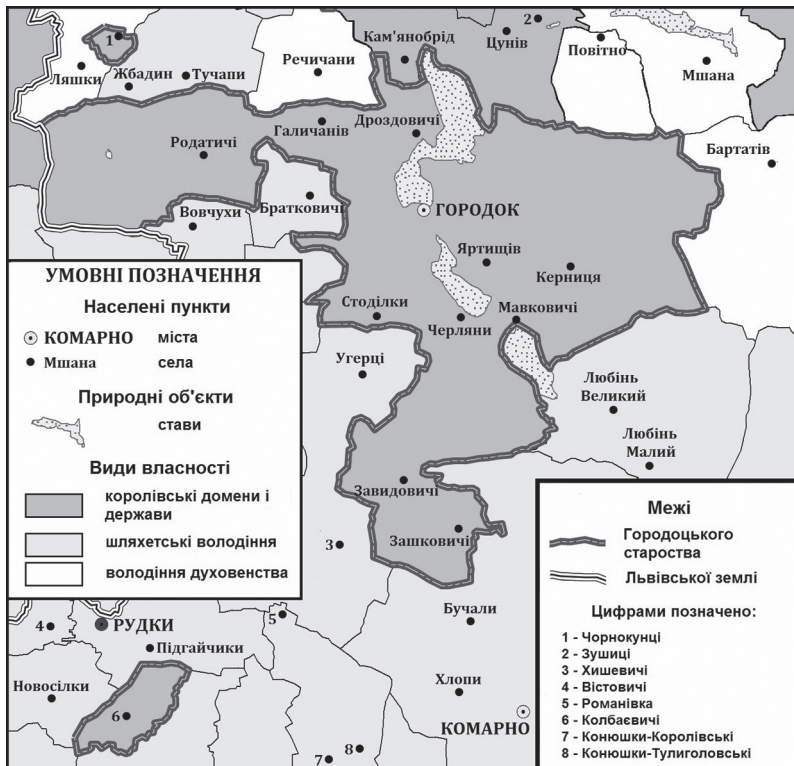 1
2
Кам'янобрід
Цунів
Повітно
Речичани
Ляшки
Жбадин
Тучапи
Мшана
Галичанів
Дроздовичі
Родатичі
Бартатів
Братковичі
ГОРОДОК
Вовчухи
Яртищів
Керниця
Стоділки
Черляни
Мавковичі
Угерці
Любінь
Великий
Любінь
Малий
Завидовичі
Зашковичі
3
Бучали
5
4
РУДКИ
Підгайчики
Новосілки
Хлопи
6
КОМАРНО
7
8
УМОВНІ ПОЗНАЧЕННЯ
Населені пункти
КОМАРНО міста
Мшана села
Природні об'єкти
стави
Види власності
королівські домени і
держави
шляхетські володіння
володіння духовенства
Межі
Городоцького
староства
Львівської землі
Цифрами позначено:
1 - Чорнокунці
2 - Зушиці
3 - Хишевичі
4 - Вістовичі
5 - Романівка
6 - Колбаєвичі
7 - Конюшки-Королівські
8 - Конюшки-Тулиголовські